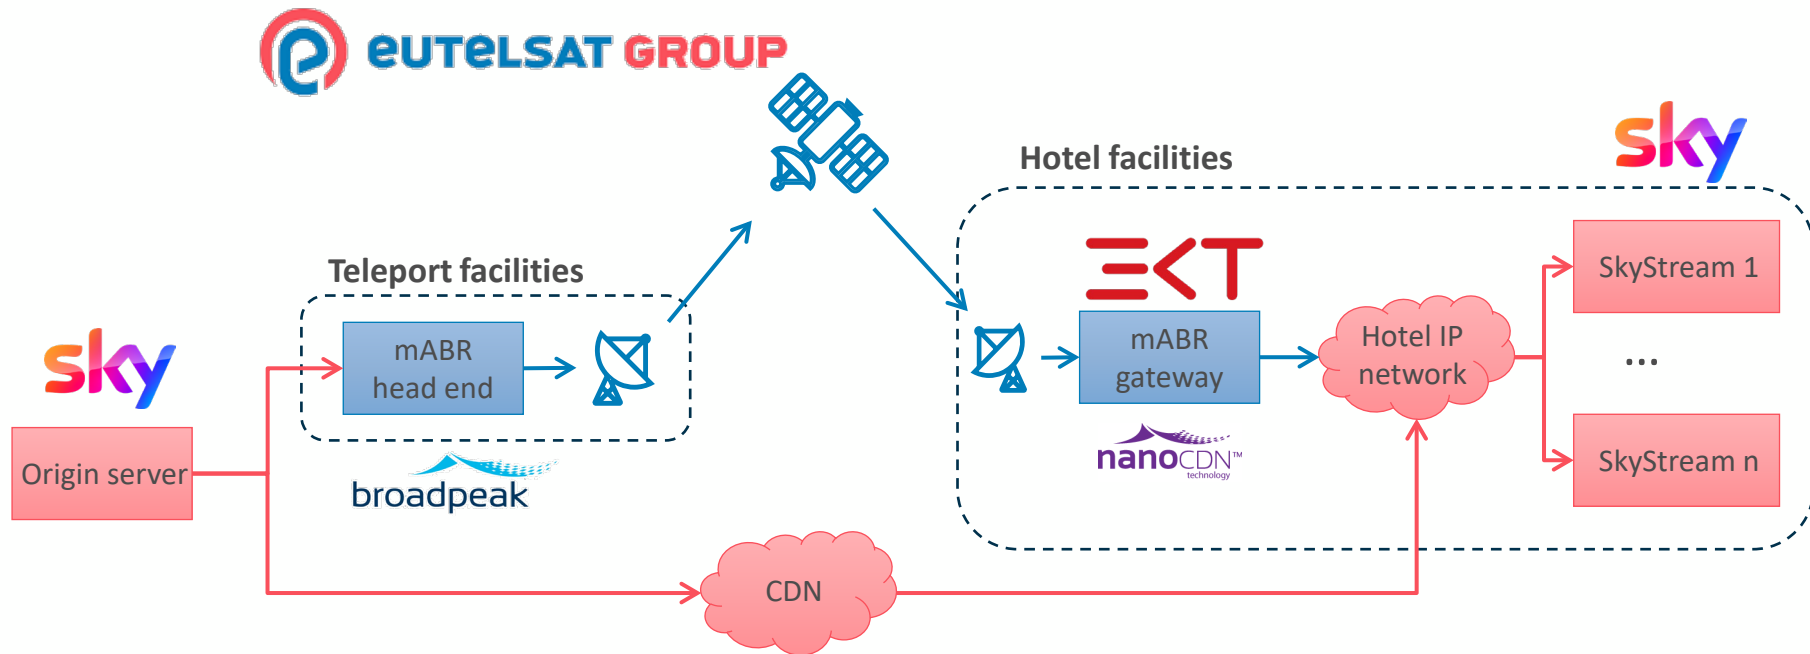 eUTELSAT GROUP
sky
Hotel facilities
Teleport facilities
EKT
SkyStream 1
sky
mABR
head end
mABR
gateway
Hotel IP
network
...
Origin server
broadpeak
nanoCDN™
technology
SkyStream n
CDN